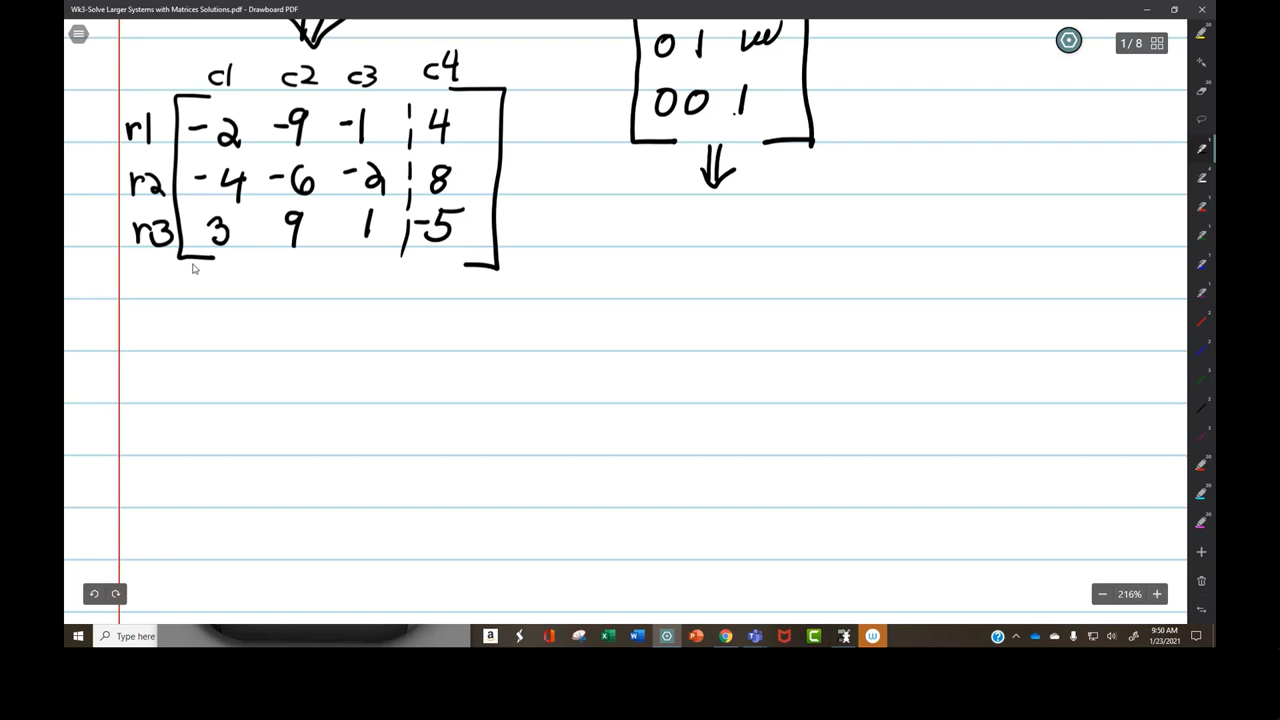 Wk3-Solve Larger Systems with Matrices Solutions.pdf - Drawboard PDF
1 / 8
c1 c2 c3 c4
r1 -2 -9 -1 4
r2 -4 -6 -2 8
r3 3 9 1 -5
0 1
0 0 1
216%
Type here
9:50 AM
1/23/2021